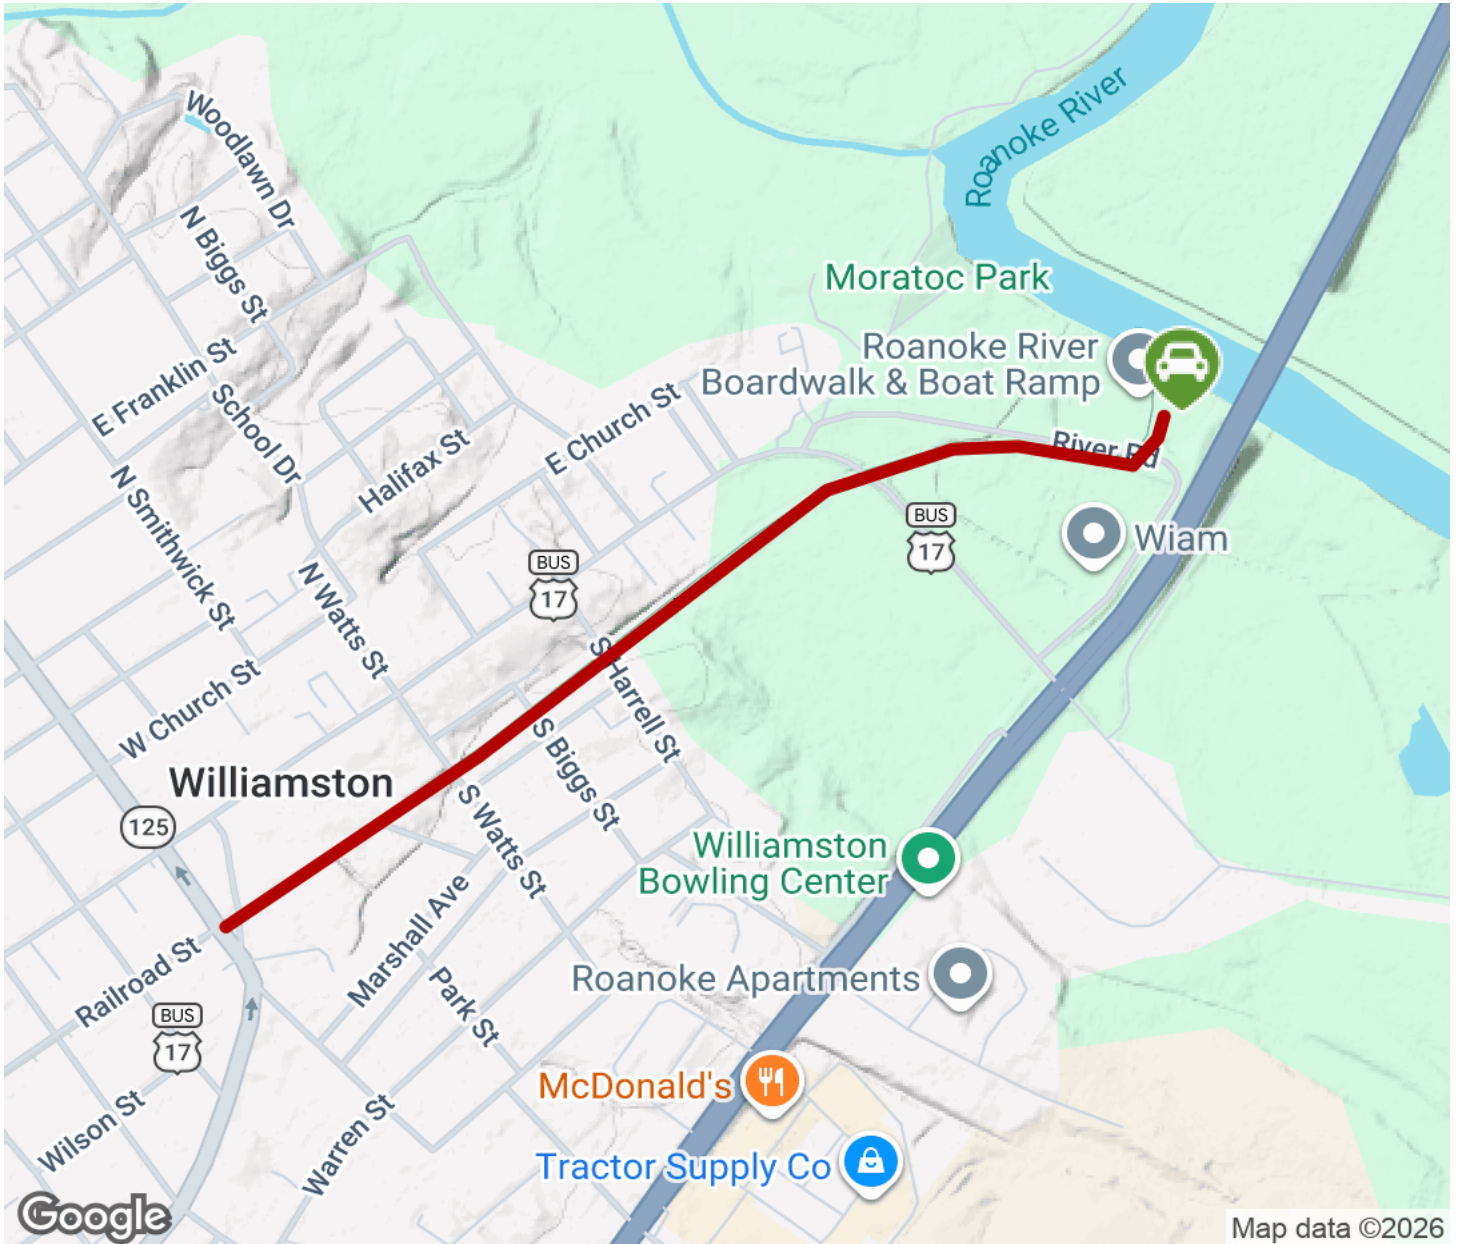 Roanoke River
Woodlawn Dr
N Biggs St
Moratoc Park
Roanoke River
Boardwalk & Boat Ramp
E Franklin St
School Dr
E Church St
Halifax St
River Rd
N Smithwick St
BUS
17
Wiam
BUS
17
N Watts St
S Harrell St
W Church St
S Biggs St
Williamston
125
S Watts St
Williamston
Bowling Center
Marshall Ave
Railroad St
Roanoke Apartments
Park St
BUS
17
McDonald's
Wilson St
Warren St
Tractor Supply Co
Google
Map data ©2026